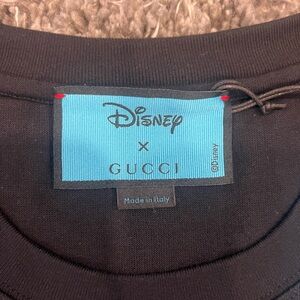 Disney
×
GUCCI
@Disney
Made in Italy